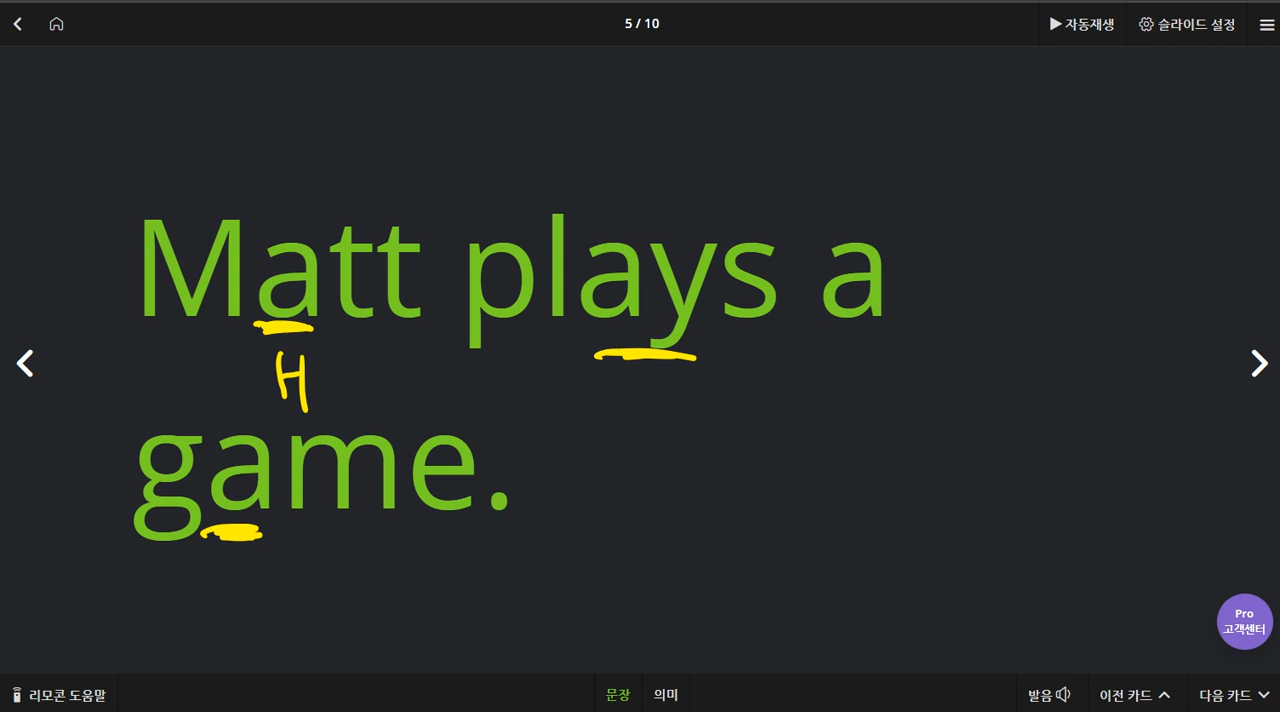 5 / 10
자동재생
슬라이드 설정
Matt plays a
ㅐ
game.
Pro
고객센터
리모콘 도움말
문장
의미
발음
이전 카드
다음 카드